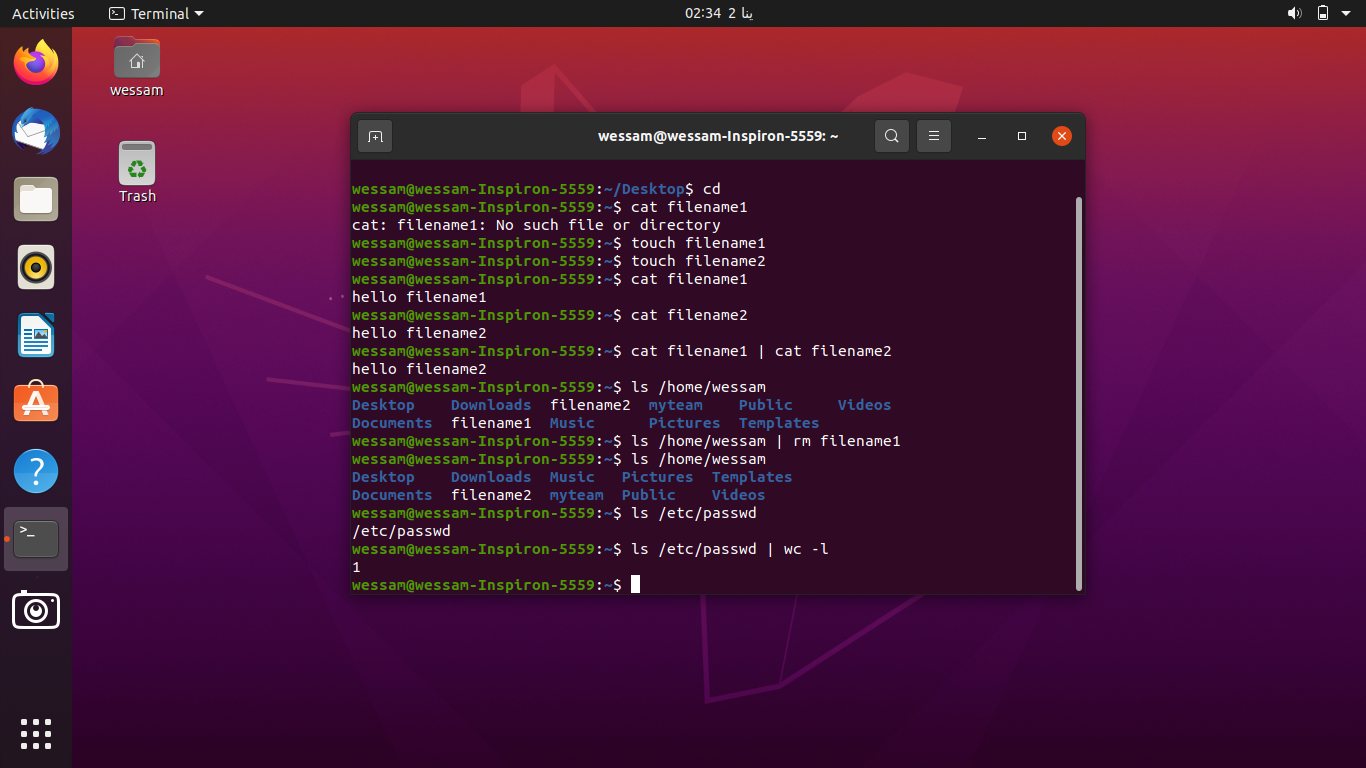 Activities
Terminal
02:34 2 ينا
wessam
Trash
wessam@wessam-Inspiron-5559: ~
wessam@wessam-Inspiron-5559:~/Desktop$ cd
wessam@wessam-Inspiron-5559:~$ cat filename1
cat: filename1: No such file or directory
wessam@wessam-Inspiron-5559:~$ touch filename1
wessam@wessam-Inspiron-5559:~$ touch filename2
wessam@wessam-Inspiron-5559:~$ cat filename1
hello filename1
wessam@wessam-Inspiron-5559:~$ cat filename2
hello filename2
wessam@wessam-Inspiron-5559:~$ cat filename1 | cat filename2
hello filename2
wessam@wessam-Inspiron-5559:~$ ls /home/wessam
Desktop    Downloads  filename2  myteam    Public     Videos
Documents  filename1  Music      Pictures  Templates
wessam@wessam-Inspiron-5559:~$ ls /home/wessam | rm filename1
wessam@wessam-Inspiron-5559:~$ ls /home/wessam
Desktop    Downloads  Music   Pictures  Templates
Documents  filename2  myteam  Public    Videos
wessam@wessam-Inspiron-5559:~$ ls /etc/passwd
/etc/passwd
wessam@wessam-Inspiron-5559:~$ ls /etc/passwd | wc -l
1
wessam@wessam-Inspiron-5559:~$